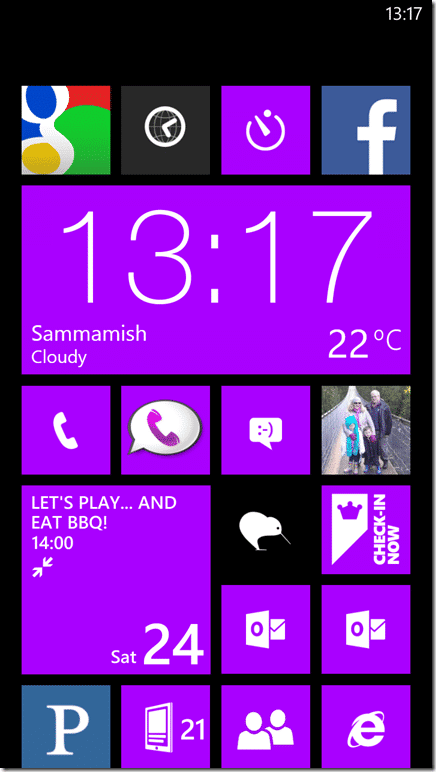 13:17
f
13:17
Sammamish
Cloudy
22 °C
:-)
LET'S PLAY... AND
EAT BBQ!
14:00
Sat 24
CHECK-IN
NOW
O
O
P
21